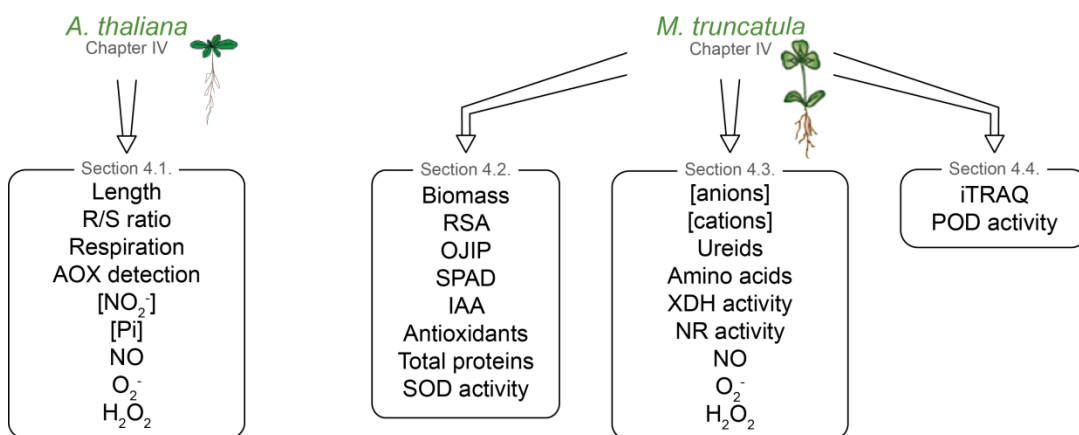 A. thaliana
Chapter IV
Section 4.1.
Length
R/S ratio
Respiration
AOX detection
[NO₂⁻]
[Pi]
NO
O₂⁻
H₂O₂
M. truncatula
Chapter IV
Section 4.2.
Biomass
RSA
OJIP
SPAD
IAA
Antioxidants
Total proteins
SOD activity
Section 4.3.
[anions]
[cations]
Ureids
Amino acids
XDH activity
NR activity
NO
O₂⁻
H₂O₂
Section 4.4.
iTRAQ
POD activity